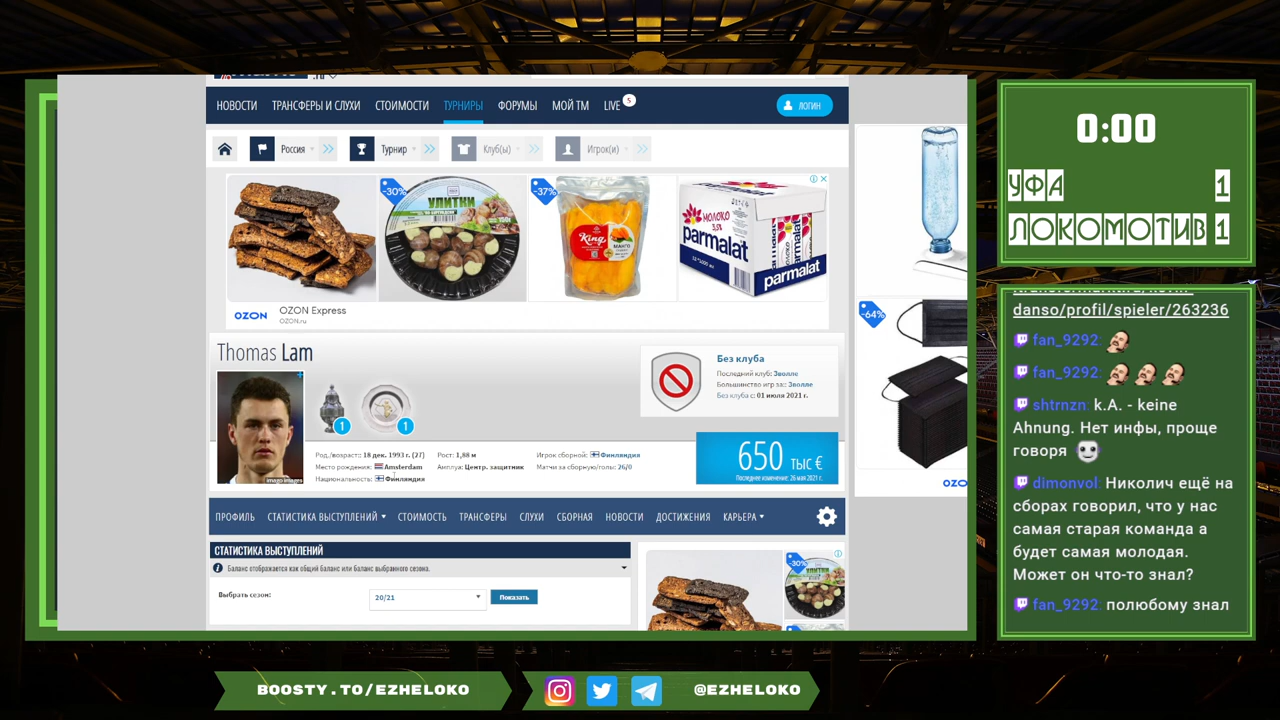 НОВОСТИ ТРАНСФЕРЫ И СЛУХИ СТОИМОСТИ ТУРНИРЫ ФОРУМЫ МОЙ ТМ LIVE 5 ЛОГИН
Россия Турнир Клуб(ы) Игрок(и)
-30% -37%
УЛИТКИ
King МАНГО
МОЛОКО 3,5% parmalat
parmalat
OZON OZON Express
OZON.ru
-64%
Thomas Lam
1 1
imago images
Без клуба
Последний клуб: Зволле
Большинство игр за:: Зволле
Без клуба с: 01 июля 2021 г.
Род./возраст:: 18 дек. 1993 г. (27) Рост: 1,88 м Игрок сборной: Финляндия
Место рождения: Amsterdam Амплуа: Центр. защитник Матчи за сборную/голы: 26/0
Национальность: Финляндия
650 ТЫС €
Последнее изменение: 26 мая 2021 г.
ПРОФИЛЬ СТАТИСТИКА ВЫСТУПЛЕНИЙ СТОИМОСТЬ ТРАНСФЕРЫ СЛУХИ СБОРНАЯ НОВОСТИ ДОСТИЖЕНИЯ КАРЬЕРА
СТАТИСТИКА ВЫСТУПЛЕНИЙ
Баланс отображается как общий баланс или баланс выбранного сезона.
Выбрать сезон: 20/21 Показать
-30%
УЛИТКИ
0:00
УФА 1
ЛОКОМОТИВ 1
danso/profil/spieler/263236
fan_9292:
fan_9292:
shtrnzn: k.A. - keine
Ahnung. Нет инфы, проще
говоря
dimonvol: Николич ещё на
сборах говорил, что у нас
самая старая команда а
будет самая молодая.
Может он что-то знал?
fan_9292: полюбому знал
BOOSTY.TO/EZHELOKO @EZHELOKO